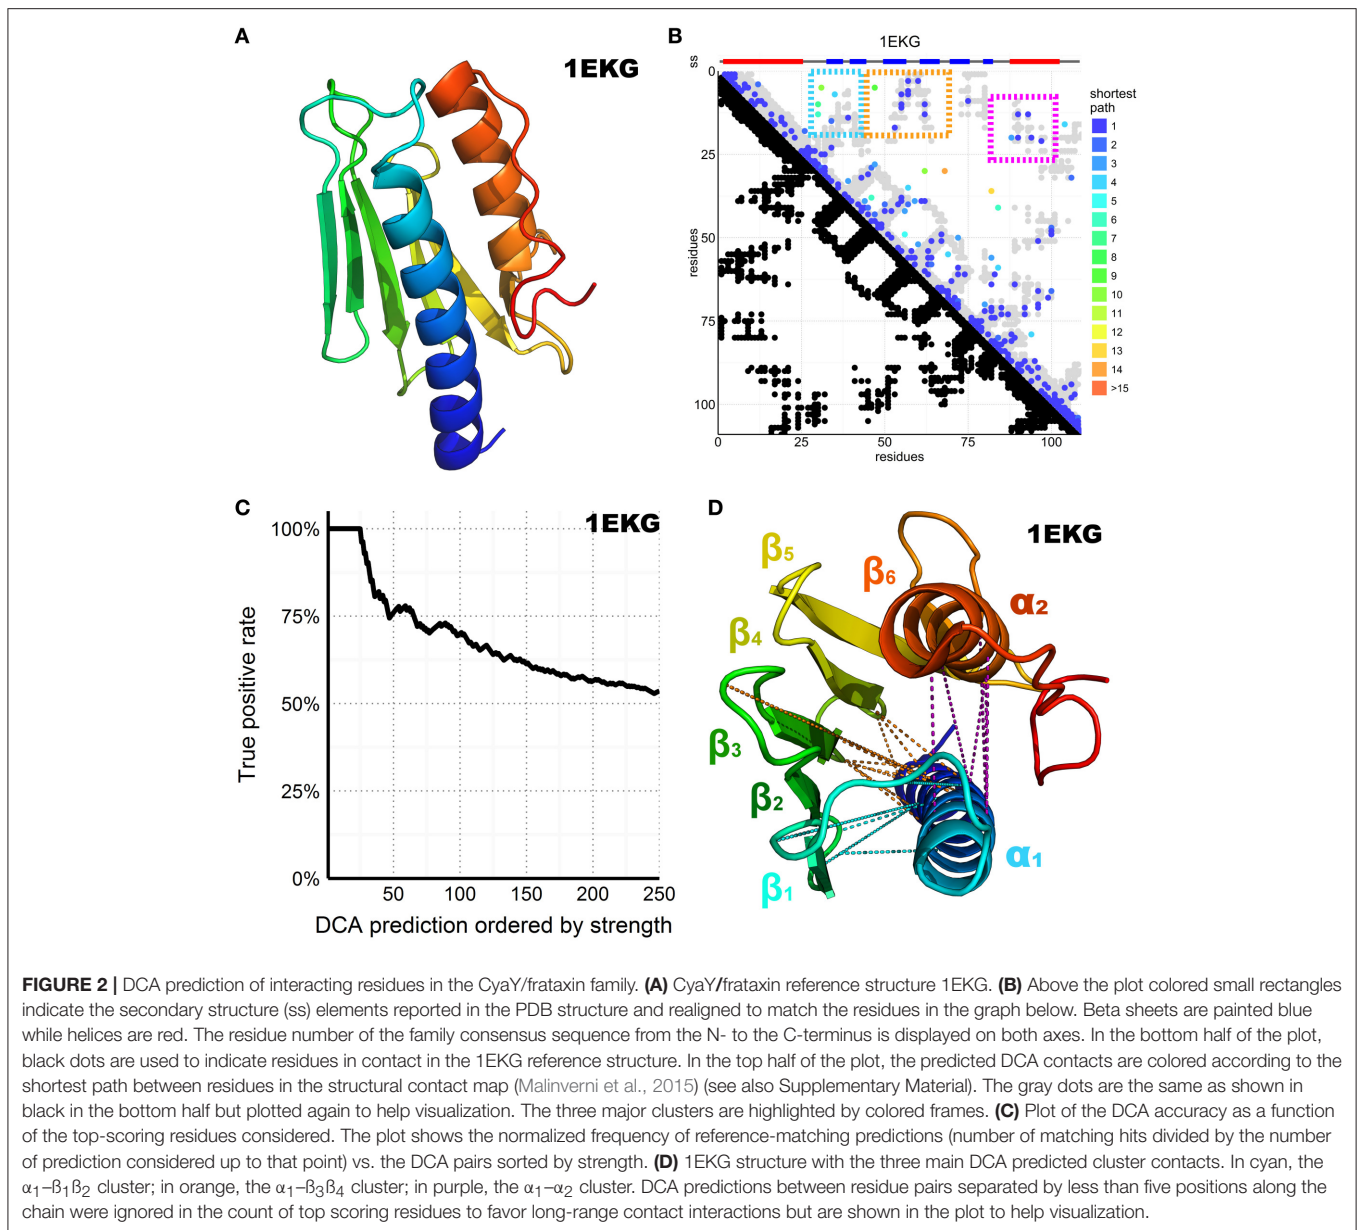 A
1EKG
B
1EKG
ss
0
25
50
75
100
residues
0
25
50
75
100
residues
shortest
path
1
2
3
4
5
6
7
8
9
10
11
12
13
14
>15
C
1EKG
100%
75%
50%
25%
0%
True positive rate
50
100
150
200
250
DCA prediction ordered by strength
D
1EKG
β5
β6
α2
β4
β3
β2
α1
β1
FIGURE 2 | DCA prediction of interacting residues in the CyaY/frataxin family. (A) CyaY/frataxin reference structure 1EKG. (B) Above the plot colored small rectangles
indicate the secondary structure (ss) elements reported in the PDB structure and realigned to match the residues in the graph below. Beta sheets are painted blue
while helices are red. The residue number of the family consensus sequence from the N- to the C-terminus is displayed on both axes. In the bottom half of the plot,
black dots are used to indicate residues in contact in the 1EKG reference structure. In the top half of the plot, the predicted DCA contacts are colored according to the
shortest path between residues in the structural contact map (Malinverni et al., 2015) (see also Supplementary Material). The gray dots are the same as shown in
black in the bottom half but plotted again to help visualization. The three major clusters are highlighted by colored frames. (C) Plot of the DCA accuracy as a function
of the top-scoring residues considered. The plot shows the normalized frequency of reference-matching predictions (number of matching hits divided by the number
of prediction considered up to that point) vs. the DCA pairs sorted by strength. (D) 1EKG structure with the three main DCA predicted cluster contacts. In cyan, the
α1–ß1ß2 cluster; in orange, the α1–ß3ß4 cluster; in purple, the α1–α2 cluster. DCA predictions between residue pairs separated by less than five positions along the
chain were ignored in the count of top scoring residues to favor long-range contact interactions but are shown in the plot to help visualization.